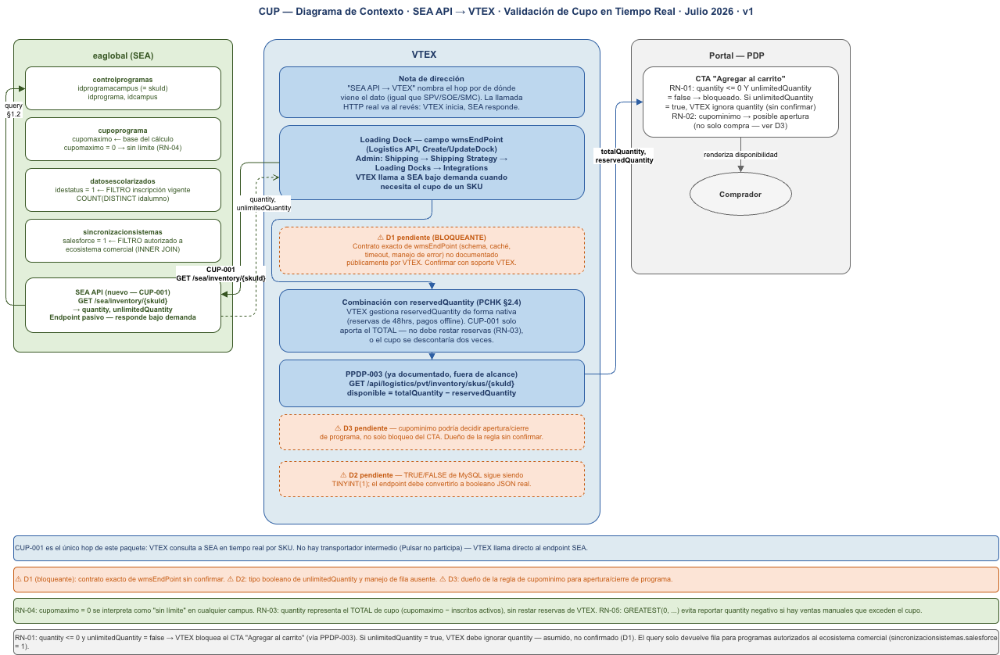 CUP — Diagrama de Contexto · SEA API → VTEX · Validación de Cupo en Tiempo Real · Julio 2026 · v1
eaglobal (SEA)
controlprogramas
idprogramacampus (= skuId)
idprograma, idcampus
query
§1.2
cupoprograma
cupomaximo ← base del cálculo
cupomaximo = 0 → sin límite (RN-04)
datosescolarizados
idestatus = 1 ← FILTRO inscripción vigente
COUNT(DISTINCT idalumno)
sincronizacionsistemas
salesforce = 1 ← FILTRO autorizado a
ecosistema comercial (INNER JOIN)
CUP-001
GET /sea/inventory/{skuId}
SEA API (nuevo — CUP-001)
GET /sea/inventory/{skuId}
→ quantity, unlimitedQuantity
Endpoint pasivo — responde bajo demanda
quantity,
unlimitedQuantity
VTEX
Nota de dirección
"SEA API → VTEX" nombra el hop por de dónde
viene el dato (igual que SPV/SOE/SMC). La llamada
HTTP real va al revés: VTEX inicia, SEA responde.
Loading Dock — campo wmsEndPoint
(Logistics API, Create/UpdateDock)
Admin: Shipping → Shipping Strategy →
Loading Docks → Integrations
VTEX llama a SEA bajo demanda cuando
necesita el cupo de un SKU
⚠ D1 pendiente (BLOQUEANTE)
Contrato exacto de wmsEndPoint (schema, caché,
timeout, manejo de error) no documentado
públicamente por VTEX. Confirmar con soporte VTEX.
Combinación con reservedQuantity (PCHK §2.4)
VTEX gestiona reservedQuantity de forma nativa
(reservas de 48hrs, pagos offline). CUP-001 solo
aporta el TOTAL — no debe restar reservas (RN-03),
o el cupo se descontaría dos veces.
PPDP-003 (ya documentado, fuera de alcance)
GET /api/logistics/pvt/inventory/skus/{skuId}
disponible = totalQuantity − reservedQuantity
⚠ D3 pendiente — cupominimo podría decidir apertura/cierre
de programa, no solo bloqueo del CTA. Dueño de la regla sin confirmar.
⚠ D2 pendiente — TRUE/FALSE de MySQL sigue siendo
TINYINT(1); el endpoint debe convertirlo a booleano JSON real.
totalQuantity,
reservedQuantity
Portal — PDP
CTA "Agregar al carrito"
RN-01: quantity <= 0 Y unlimitedQuantity
= false → bloqueado. Si unlimitedQuantity
= true, VTEX ignora quantity (sin confirmar)
RN-02: cupominimo → posible apertura
(no solo compra — ver D3)
renderiza disponibilidad
Comprador
CUP-001 es el único hop de este paquete: VTEX consulta a SEA en tiempo real por SKU. No hay transportador intermedio (Pulsar no participa) — VTEX llama directo al endpoint SEA.
⚠ D1 (bloqueante): contrato exacto de wmsEndPoint sin confirmar. ⚠ D2: tipo booleano de unlimitedQuantity y manejo de fila ausente. ⚠ D3: dueño de la regla de cupominimo para apertura/cierre de programa.
RN-04: cupomaximo = 0 se interpreta como "sin límite" en cualquier campus. RN-03: quantity representa el TOTAL de cupo (cupomaximo − inscritos activos), sin restar reservas de VTEX. RN-05: GREATEST(0, ...) evita reportar quantity negativo si hay ventas manuales que exceden el cupo.
RN-01: quantity <= 0 y unlimitedQuantity = false → VTEX bloquea el CTA "Agregar al carrito" (vía PPDP-003). Si unlimitedQuantity = true, VTEX debe ignorar quantity — asumido, no confirmado (D1). El query solo devuelve fila para programas autorizados al ecosistema comercial (sincronizacionsistemas.salesforce
= 1).